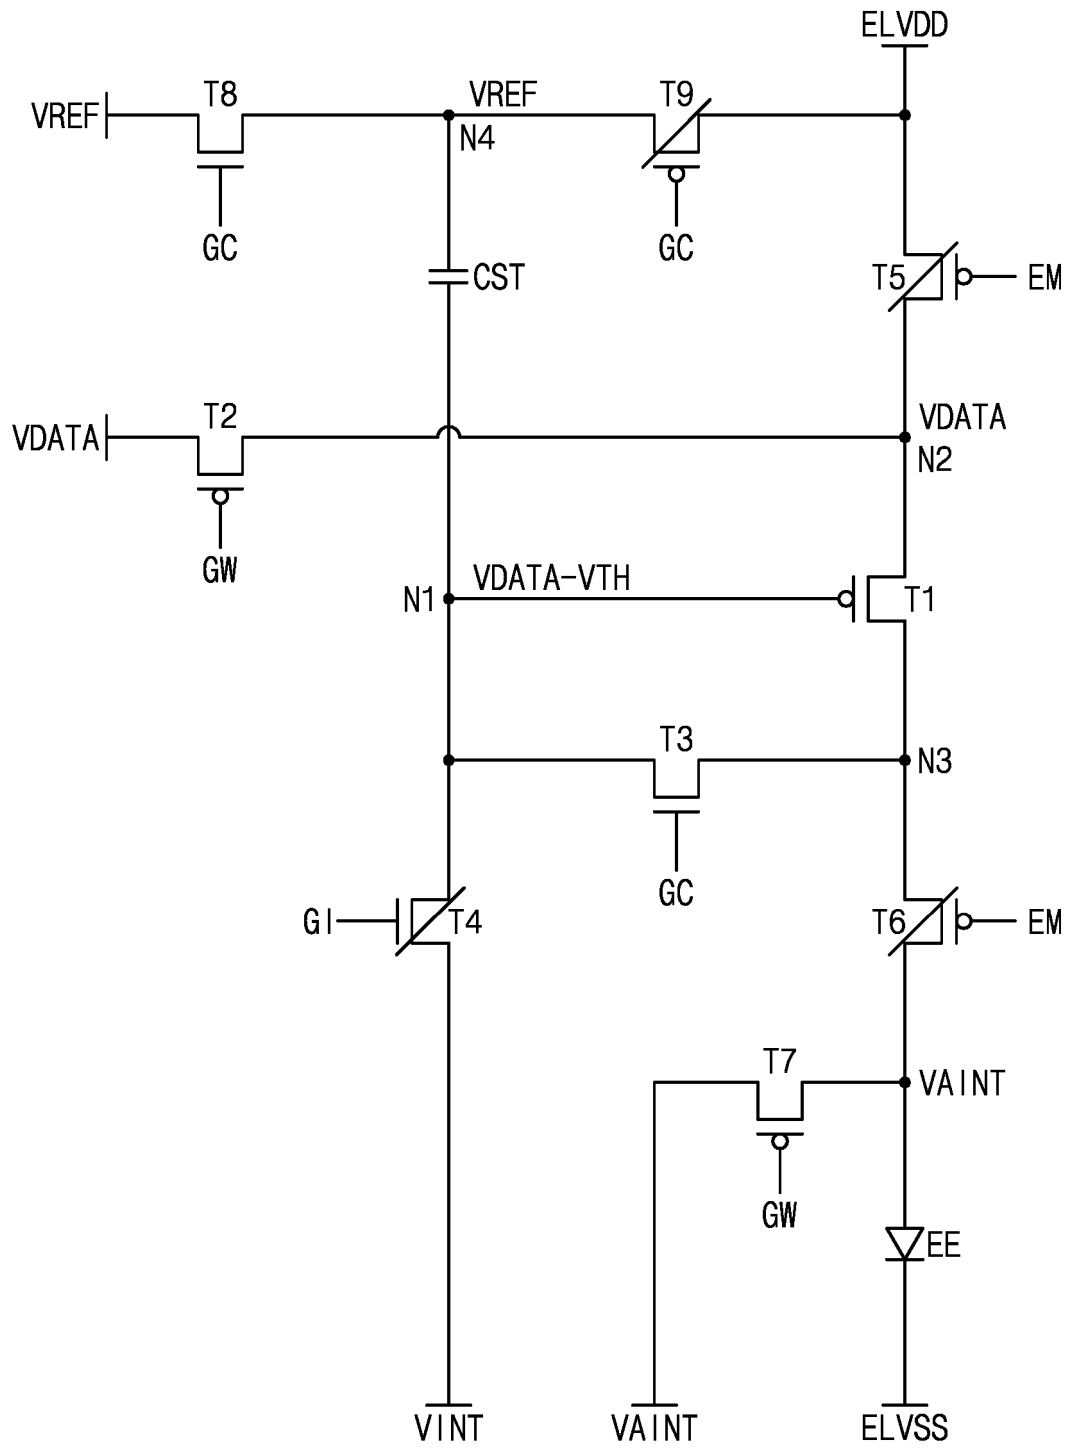 ELVDD
T8
VREF
T9
VREF
N4
GC
GC
CST
T5
EM
T2
VDATA
VDATA
N2
GW
N1
VDATA-VTH
T1
T3
N3
GC
GI
T4
T6
EM
T7
VAINT
GW
EE
VINT
VAINT
ELVSS